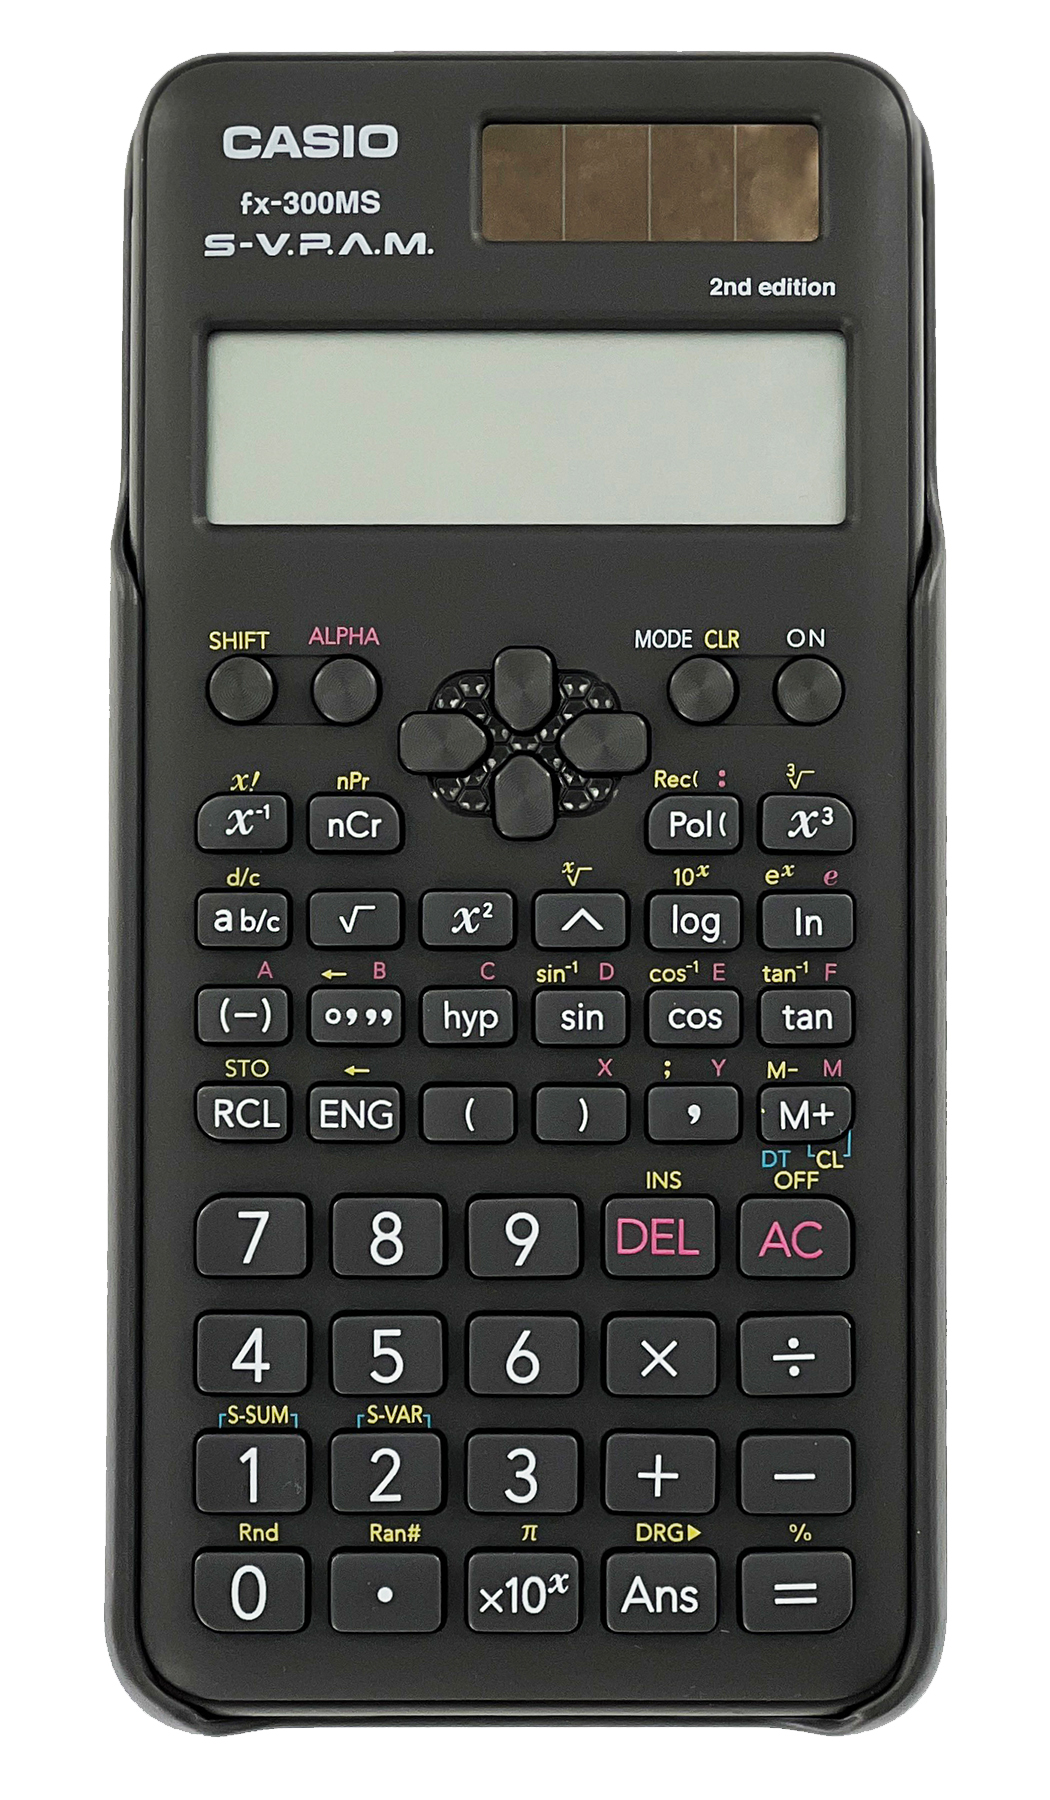 CASIO
fx-300MS
S-V.P.A.M.
2nd edition
SHIFT ALPHA MODE CLR ON
x! nPr Rec( : ³√
x⁻¹ nCr Pol( x³
d/c ˣ√ 10ˣ eˣ e
a b/c √ x² ^ log ln
A ← B C sin⁻¹ D cos⁻¹ E tan⁻¹ F
(−) o,,, hyp sin cos tan
STO ← X ; Y M− M
RCL ENG ( ) , M+
DT CL
INS OFF
7 8 9 DEL AC
4 5 6 × ÷
S-SUM S-VAR
1 2 3 + −
Rnd Ran# π DRG▶ %
0 • ×10ˣ Ans =